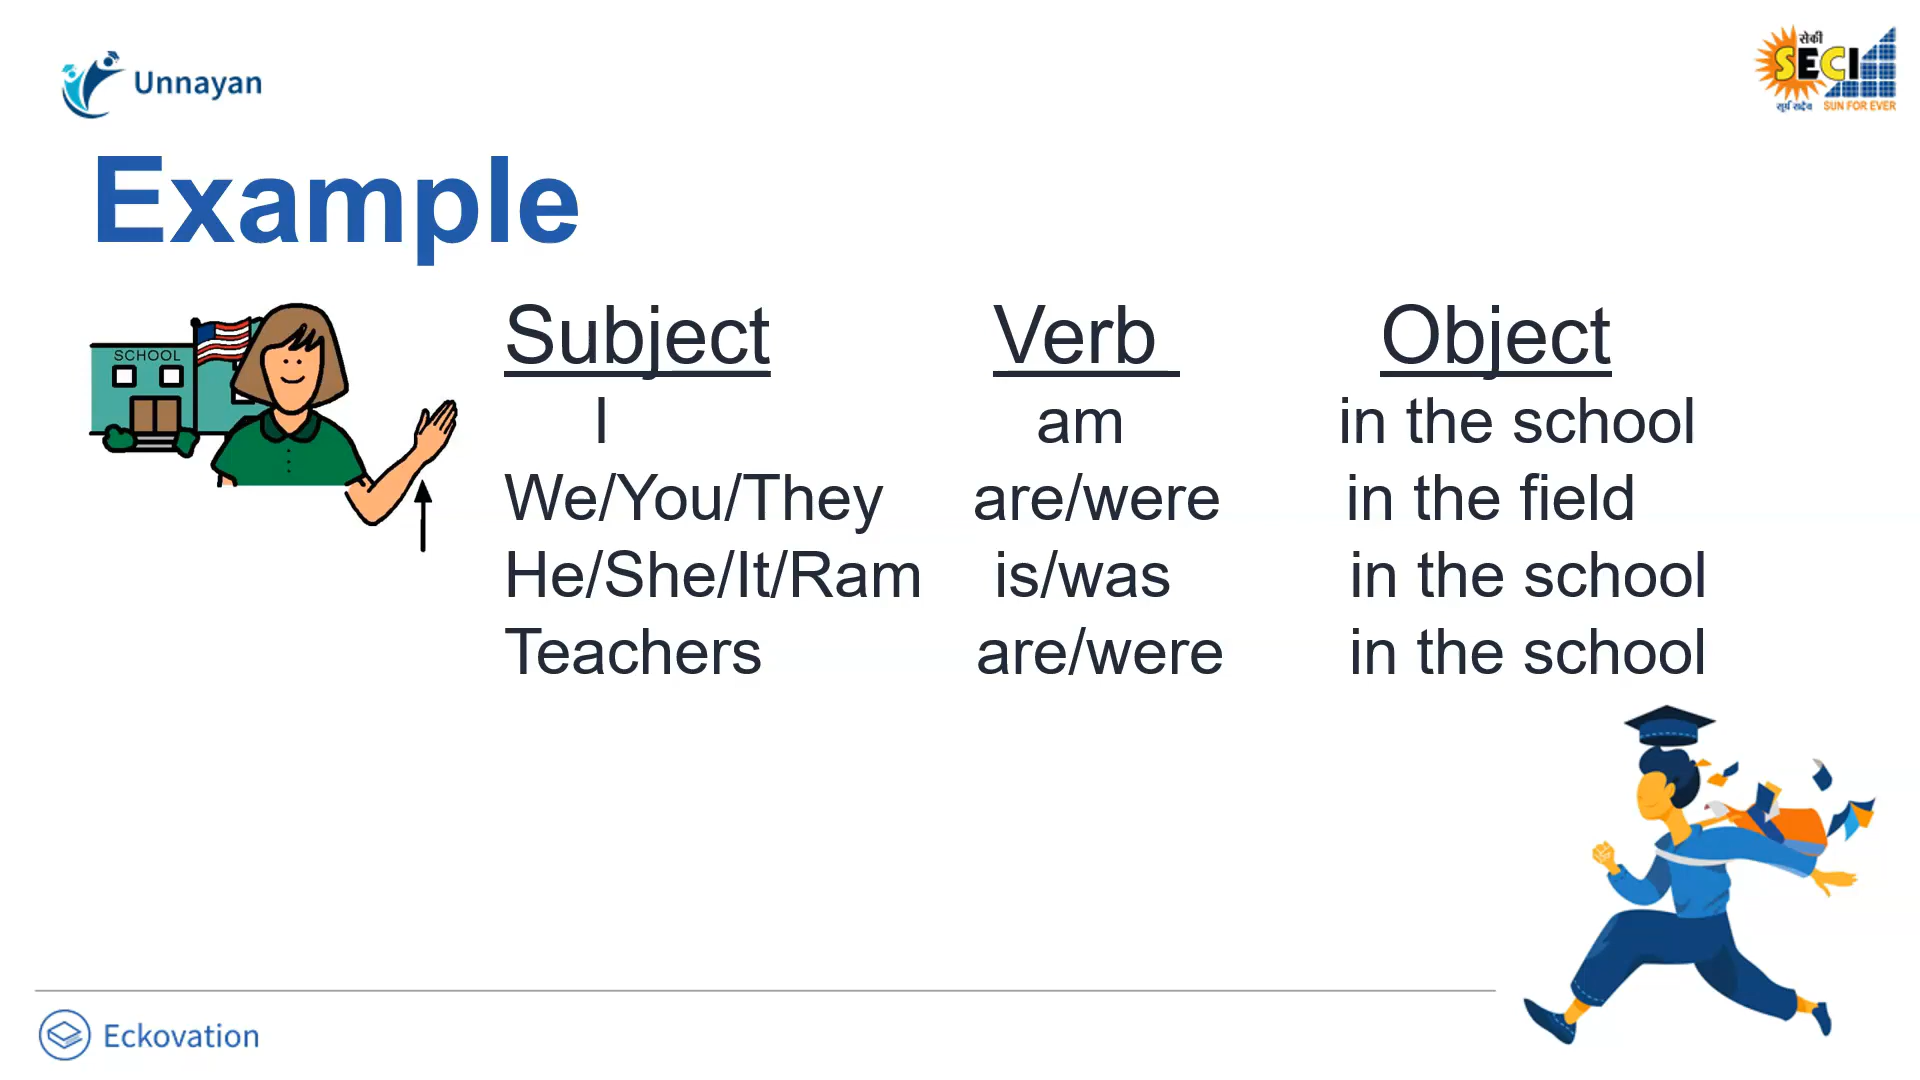 Unnayan
सेकी
SECI
सूर्य सदैव SUN FOR EVER
Example
SCHOOL
Subject Verb Object
I am in the school
We/You/They are/were in the field
He/She/It/Ram is/was in the school
Teachers are/were in the school
Eckovation